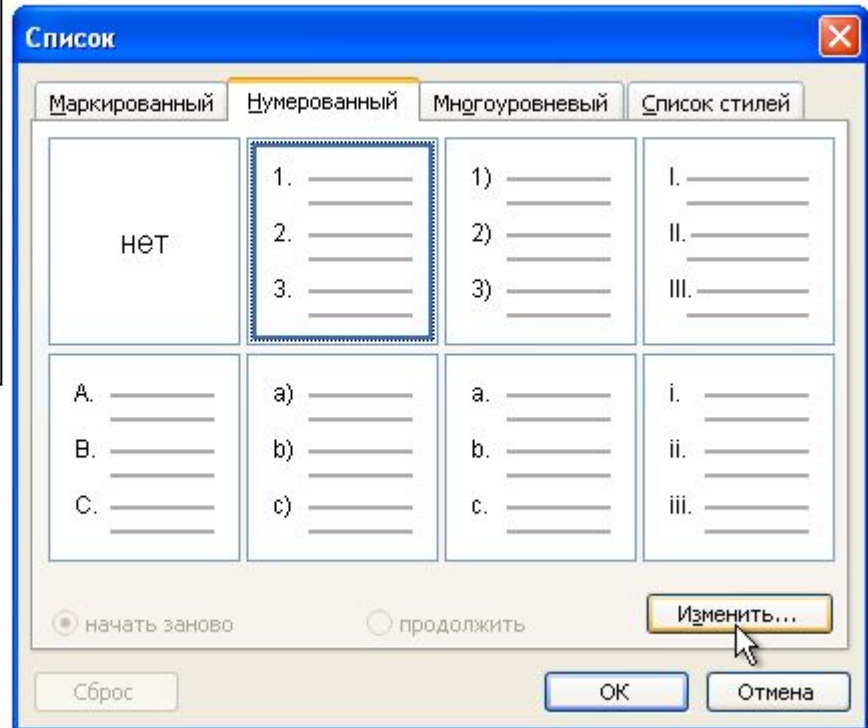 Список
Маркированный Нумерованный Многоуровневый Список стилей
нет 1. 1) I.
2. 2) II.
3. 3) III.
A. a) a. i.
B. b) b. ii.
C. c) c. iii.
начать заново продолжить Изменить...
Сброс ОК Отмена